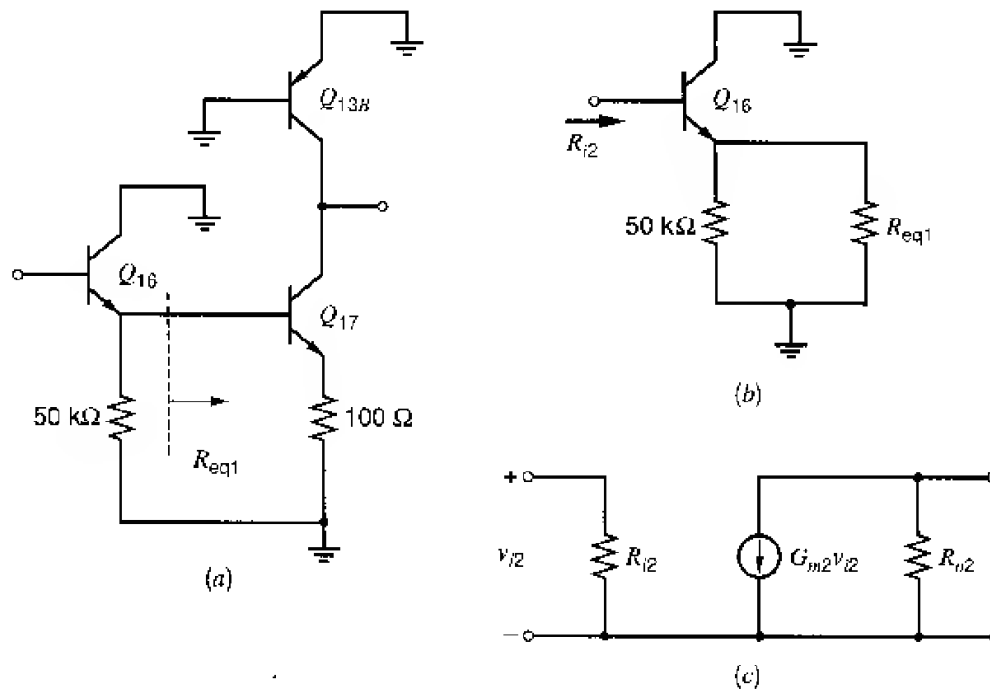 Q13B
Q16
50 kΩ
Req1
Q17
100 Ω
(a)
Q16
Ri2
50 kΩ
Req1
(b)
+
vi2
−
Ri2
Gm2vi2
Ro2
(c)